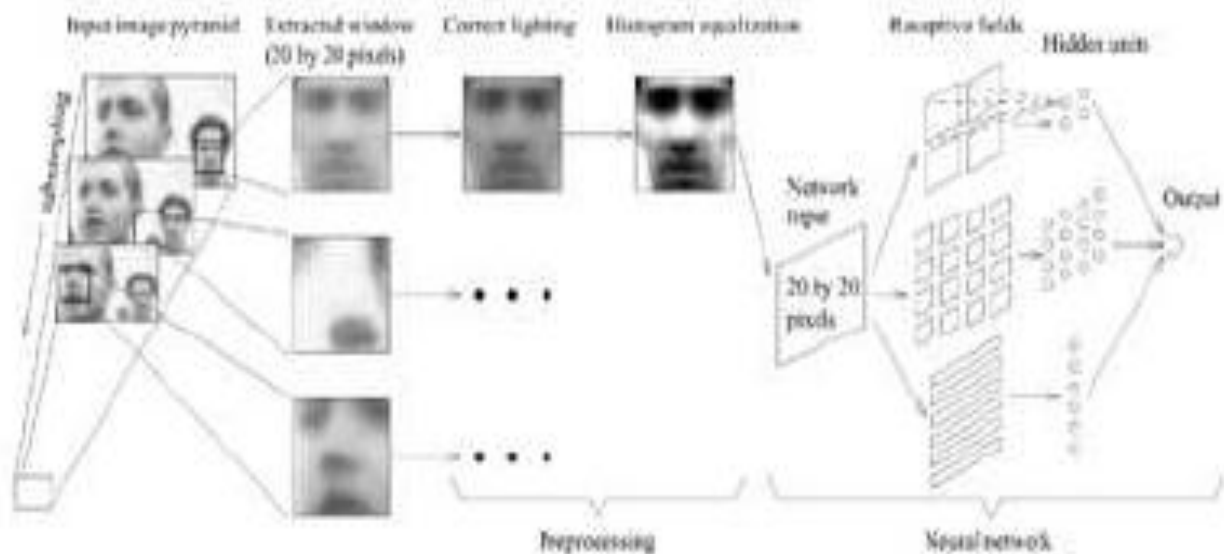 Input image pyramid
Extracted window
(20 by 20 pixels)
Correct lighting
Histogram equalization
Receptive fields
Hidden units
subsampling
Network
Input
20 by 20
pixels
Output
Preprocessing
Neural network